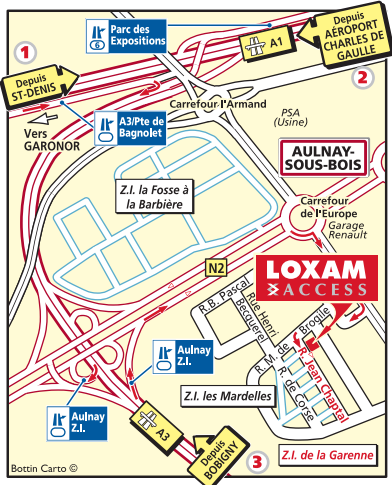 Parc des
Expositions
6
A1
Depuis
AÉROPORT
CHARLES DE
GAULLE
1
Depuis
ST-DENIS
2
Carrefour l'Armand
A3/Pte de
Bagnolet
Vers
GARONOR
PSA
(Usine)
AULNAY-
SOUS-BOIS
Z.I. la Fosse à
la Barbière
Carrefour
de l'Europe
Garage
Renault
N2
LOXAM
ACCESS
R.B. Pascal
Rue Henri
Becquerel
R. M. de Broglie
R. Jean Chaptal
R. de Corse
Aulnay
Z.I.
Z.I. les Mardelles
Aulnay
Z.I.
A3
Depuis
BOBIGNY
3
Z.I. de la Garenne
Bottin Carto ©